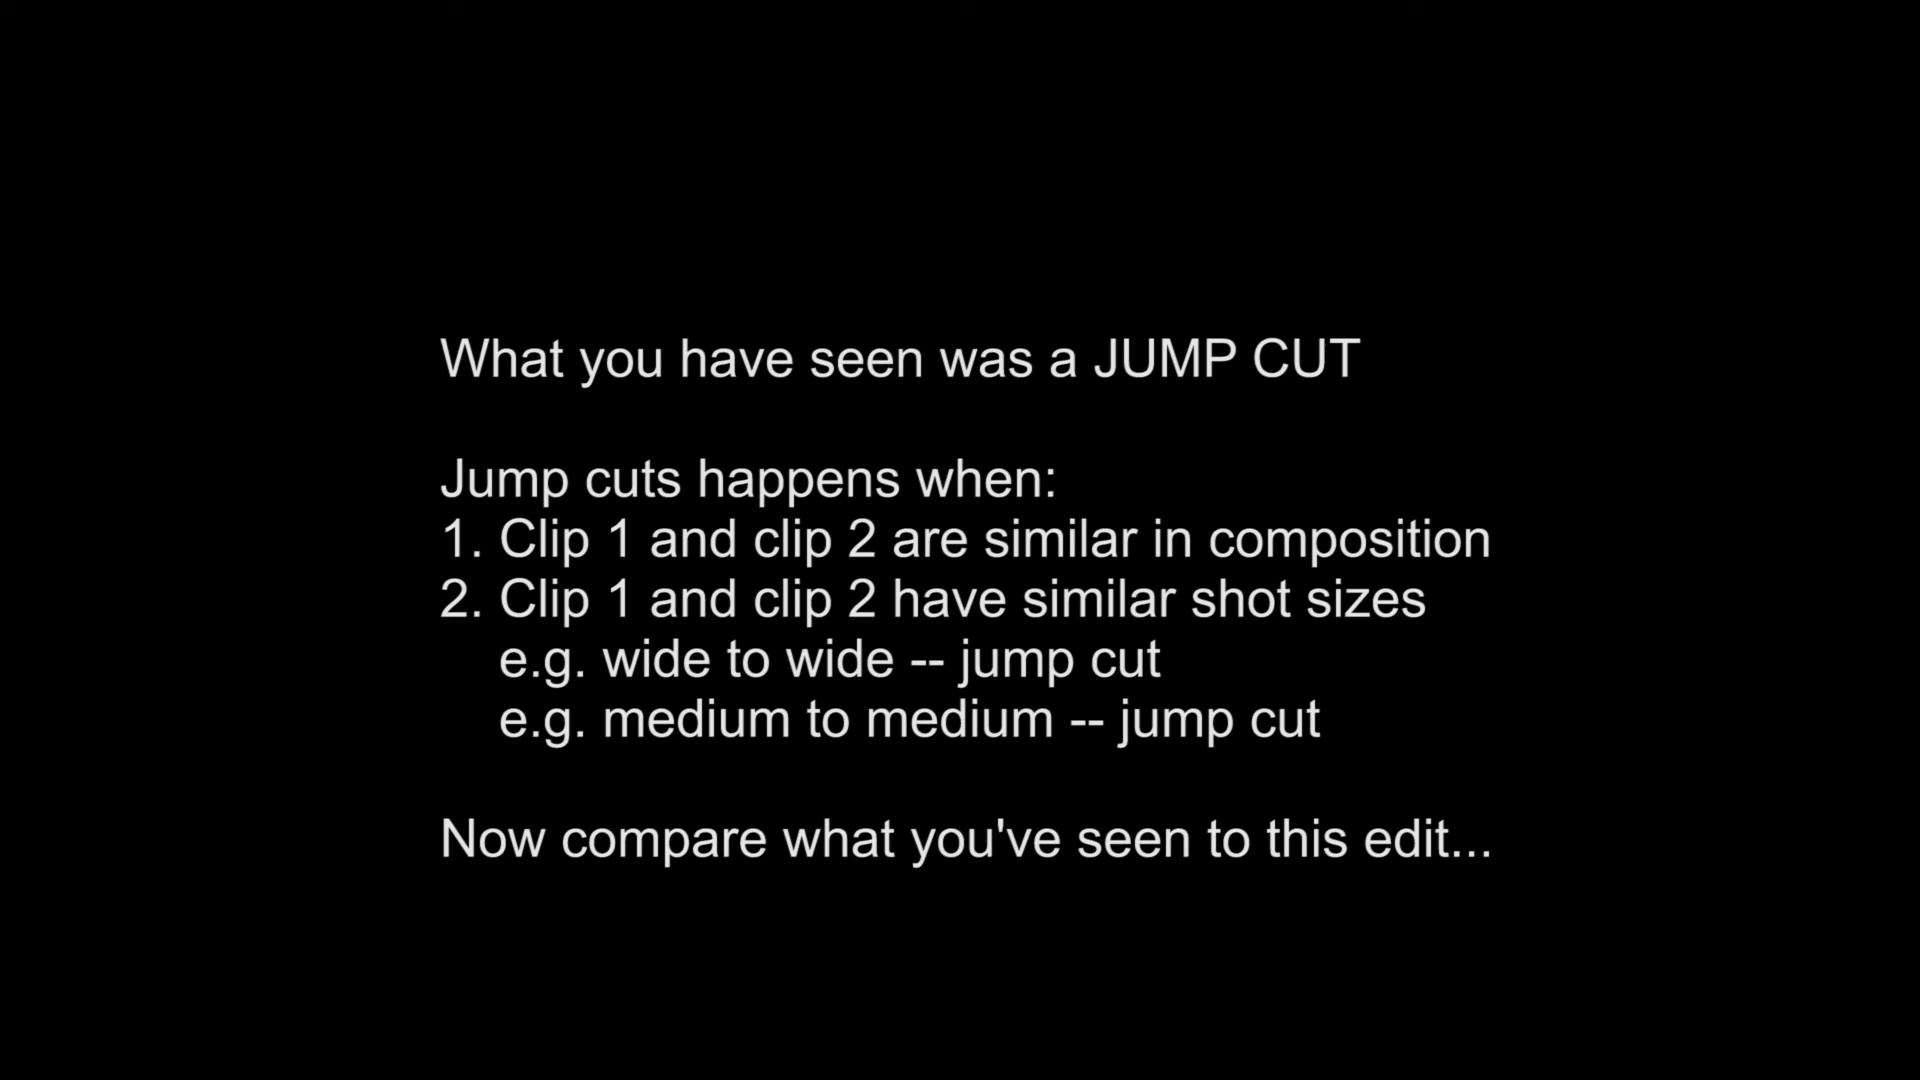 What you have seen was a JUMP CUT
Jump cuts happens when:
1. Clip 1 and clip 2 are similar in composition
2. Clip 1 and clip 2 have similar shot sizes
e.g. wide to wide -- jump cut
e.g. medium to medium -- jump cut
Now compare what you've seen to this edit...